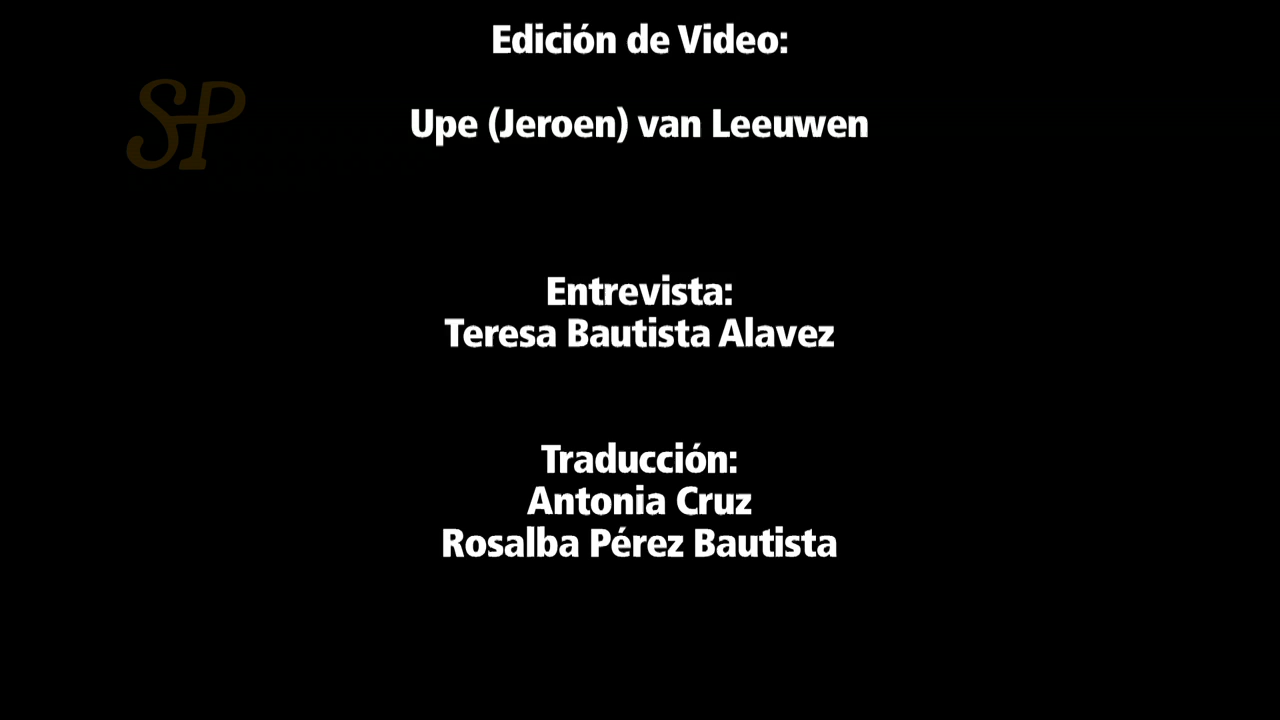 Edición de Video:
SP
Upe (Jeroen) van Leeuwen
Entrevista:
Teresa Bautista Alavez
Traducción:
Antonia Cruz
Rosalba Pérez Bautista